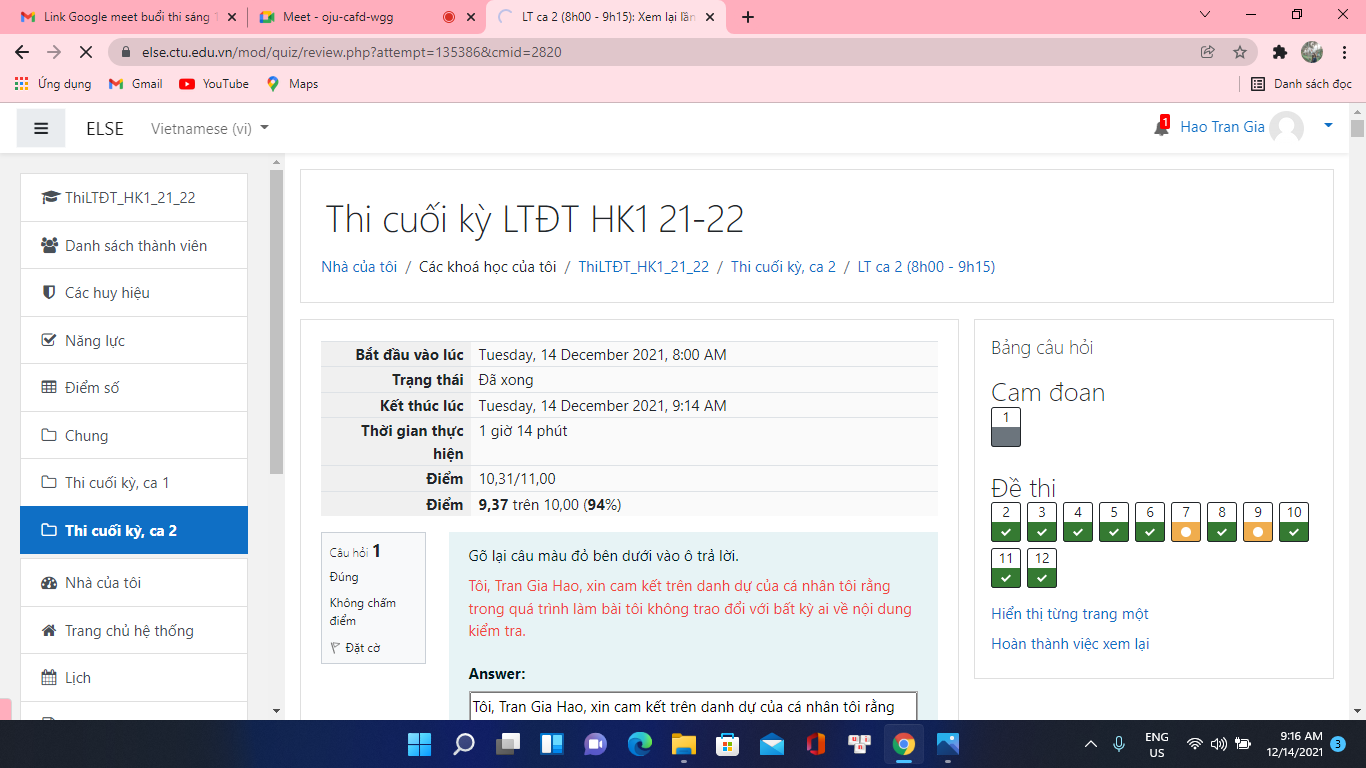 Link Google meet buổi thi sáng 1
Meet - oju-cafd-wgg
LT ca 2 (8h00 - 9h15): Xem lại lần
else.ctu.edu.vn/mod/quiz/review.php?attempt=135386&cmid=2820
Ứng dụng Gmail YouTube Maps Danh sách đọc
ELSE Vietnamese (vi) 1 Hao Tran Gia
ThiLTĐT_HK1_21_22
Danh sách thành viên
Các huy hiệu
Năng lực
Điểm số
Chung
Thi cuối kỳ, ca 1
Thi cuối kỳ, ca 2
Nhà của tôi
Trang chủ hệ thống
Lịch
Thi cuối kỳ LTĐT HK1 21-22
Nhà của tôi / Các khoá học của tôi / ThiLTĐT_HK1_21_22 / Thi cuối kỳ, ca 2 / LT ca 2 (8h00 - 9h15)
Bắt đầu vào lúc Tuesday, 14 December 2021, 8:00 AM
Trạng thái Đã xong
Kết thúc lúc Tuesday, 14 December 2021, 9:14 AM
Thời gian thực 1 giờ 14 phút
hiện
Điểm 10,31/11,00
Điểm 9,37 trên 10,00 (94%)
Câu hỏi 1
Đúng
Không chấm
điểm
Đặt cờ
Gõ lại câu màu đỏ bên dưới vào ô trả lời.
Tôi, Tran Gia Hao, xin cam kết trên danh dự của cá nhân tôi rằng
trong quá trình làm bài tôi không trao đổi với bất kỳ ai về nội dung
kiểm tra.
Answer:
Tôi, Tran Gia Hao, xin cam kết trên danh dự của cá nhân tôi rằng
Bảng câu hỏi
Cam đoan
1
Đề thi
2 3 4 5 6 7 8 9 10
11 12
Hiển thị từng trang một
Hoàn thành việc xem lại
ENG
US
9:16 AM
12/14/2021
3